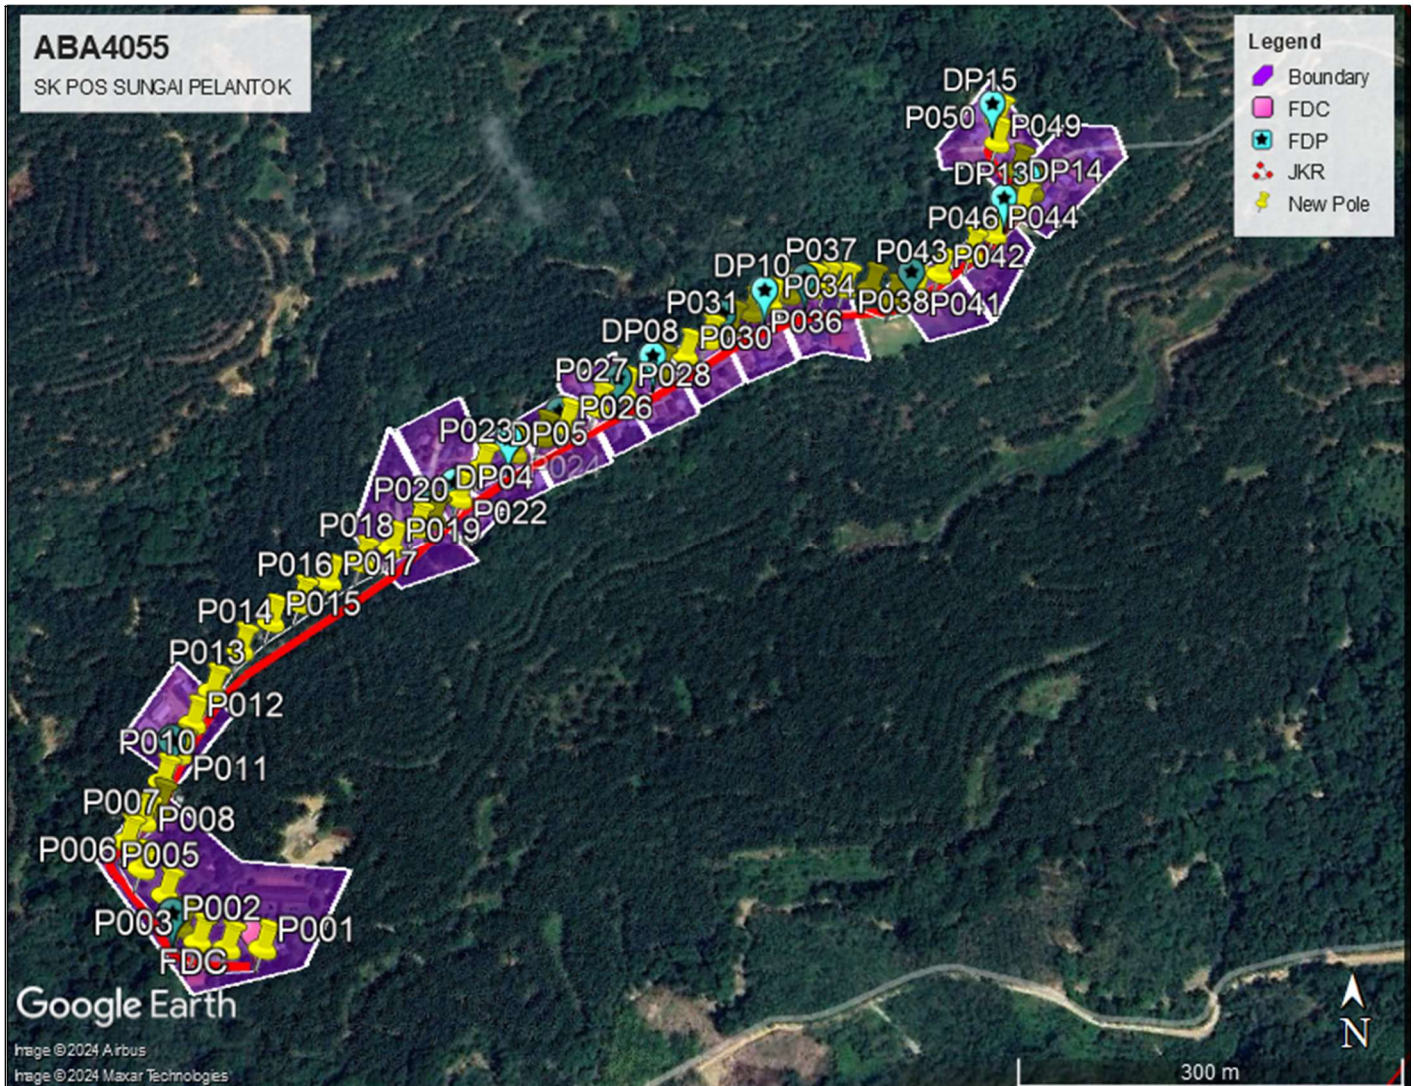 ABA4055
SK POS SUNGAI PELANTOK
Legend
Boundary
FDC
FDP
JKR
New Pole
DP15
P050
P049
DP13
DP14
P046
P044
P037
P043
P042
DP10
P034
P031
P038
P041
P036
DP08
P030
P027
P028
P026
P023
DP05
P024
DP04
P020
P022
P018
P019
P016
P017
P014
P015
P013
P012
P010
P011
P007
P008
P006
P005
P002
P003
P001
FDC
Google Earth
Image © 2024 Airbus
Image © 2024 Maxar Technologies
N
300 m